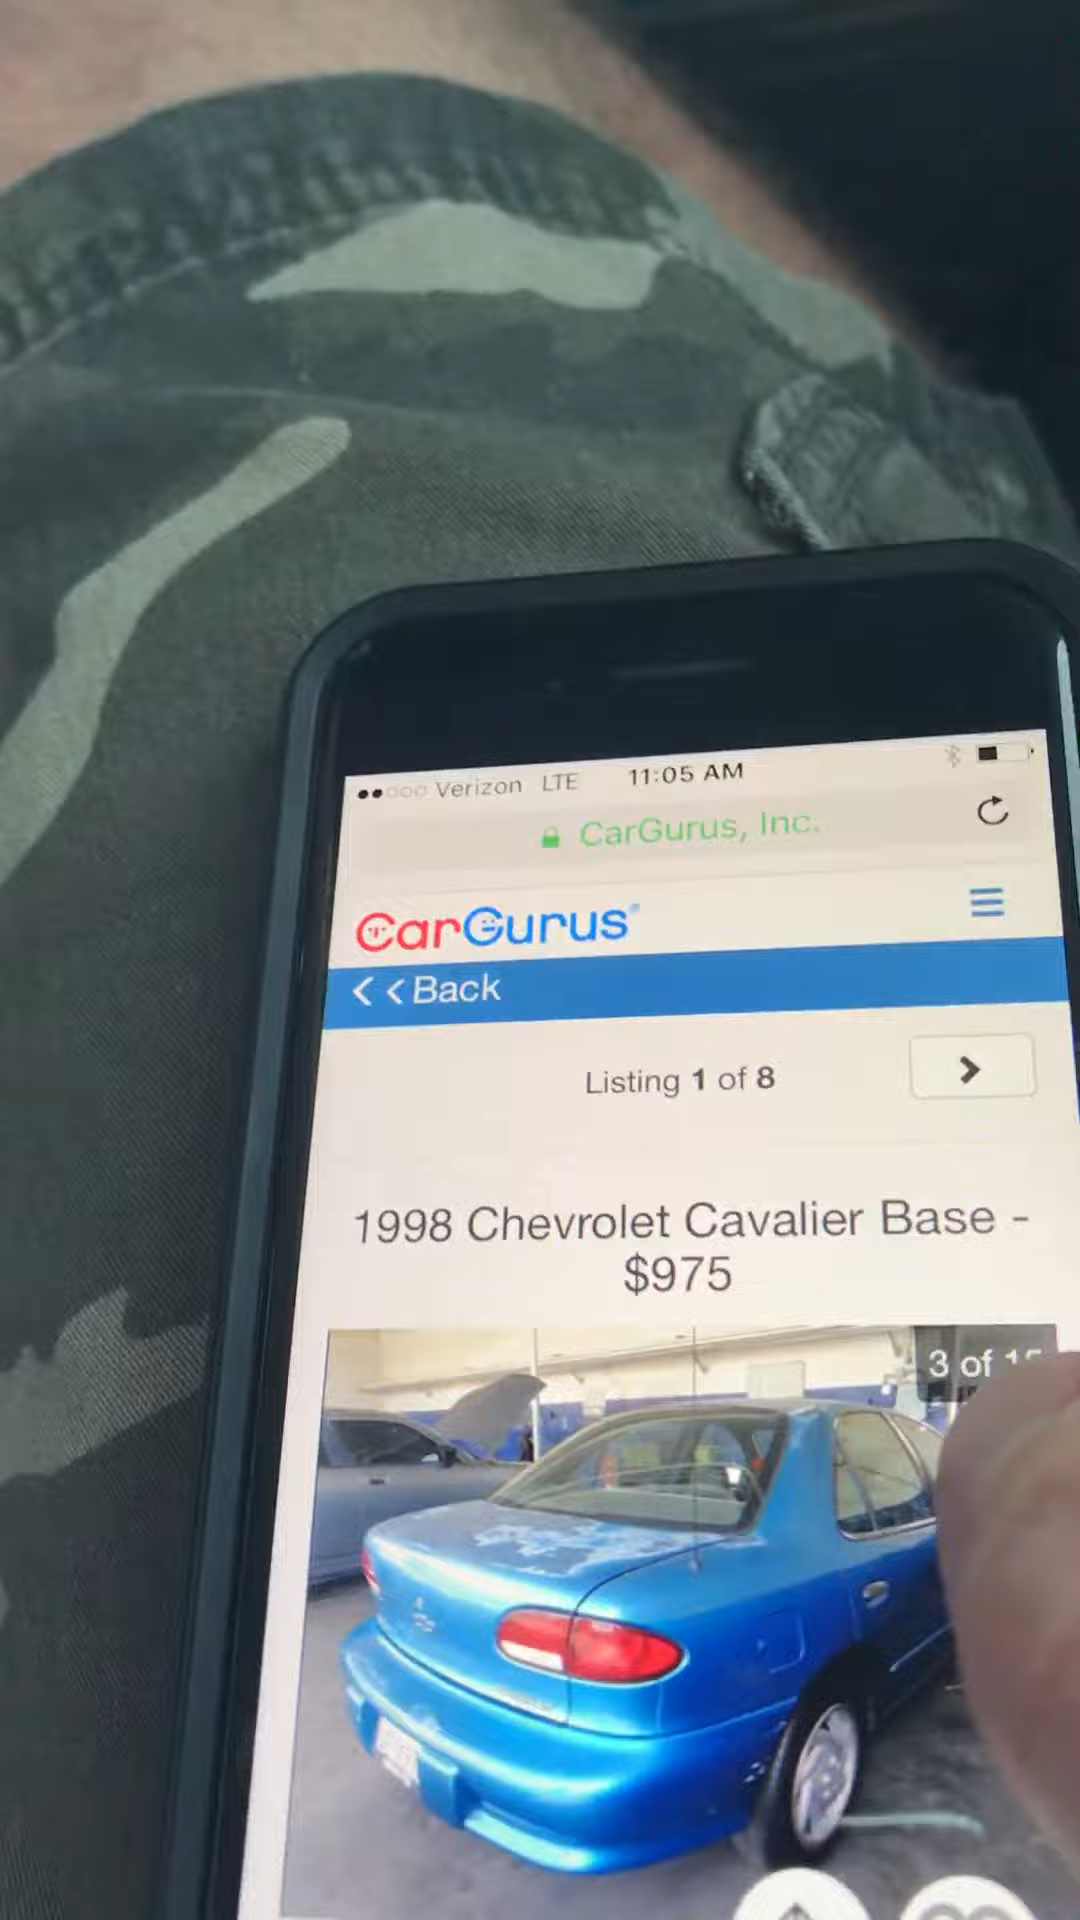 Verizon LTE 11:05 AM
CarGurus, Inc.
CarGurus
< < Back
Listing 1 of 8
1998 Chevrolet Cavalier Base -
$975
3 of